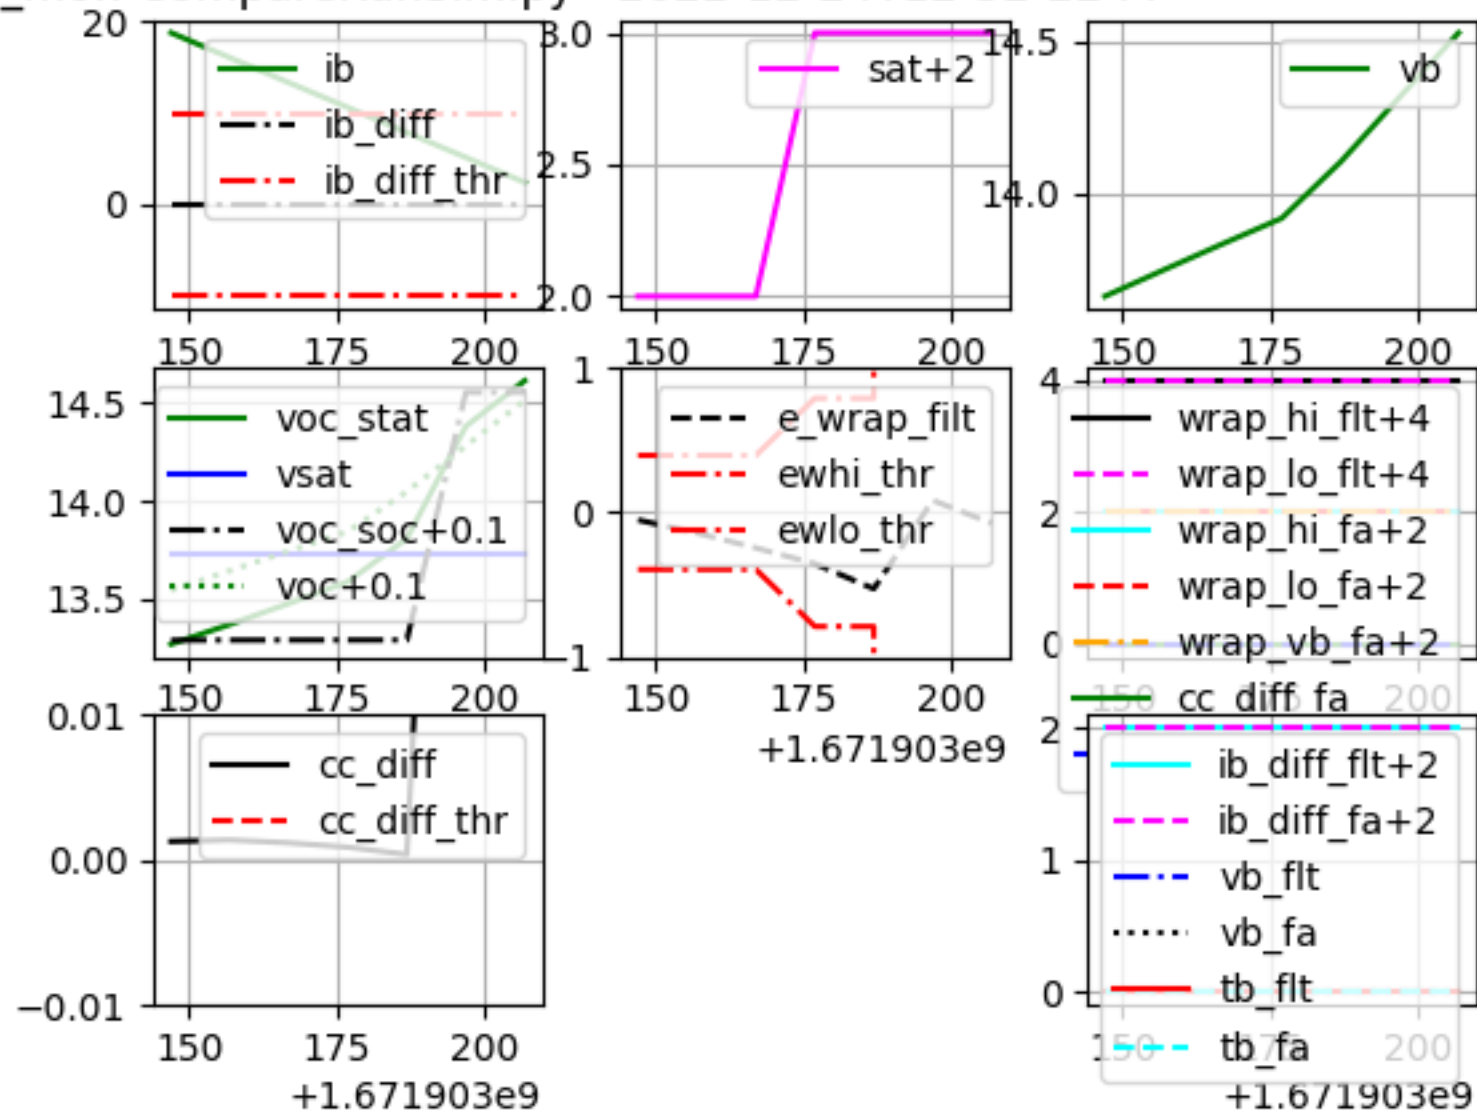 20
0
ib
ib_diff
ib_diff_thr
150
175
200
3.0
2.5
2.0
sat+2
150
175
200
14.5
14.0
vb
150
175
200
14.5
14.0
13.5
voc_stat
vsat
voc_soc+0.1
voc+0.1
150
175
200
1
0
−1
e_wrap_filt
ewhi_thr
ewlo_thr
150
175
200
+1.671903e9
4
2
0
wrap_hi_flt+4
wrap_lo_flt+4
wrap_hi_fa+2
wrap_lo_fa+2
wrap_vb_fa+2
cc_diff_fa
150
200
0.01
0.00
−0.01
cc_diff
cc_diff_thr
150
175
200
+1.671903e9
2
1
0
ib_diff_flt+2
ib_diff_fa+2
vb_flt
vb_fa
tb_flt
tb_fa
150
175
200
+1.671903e9